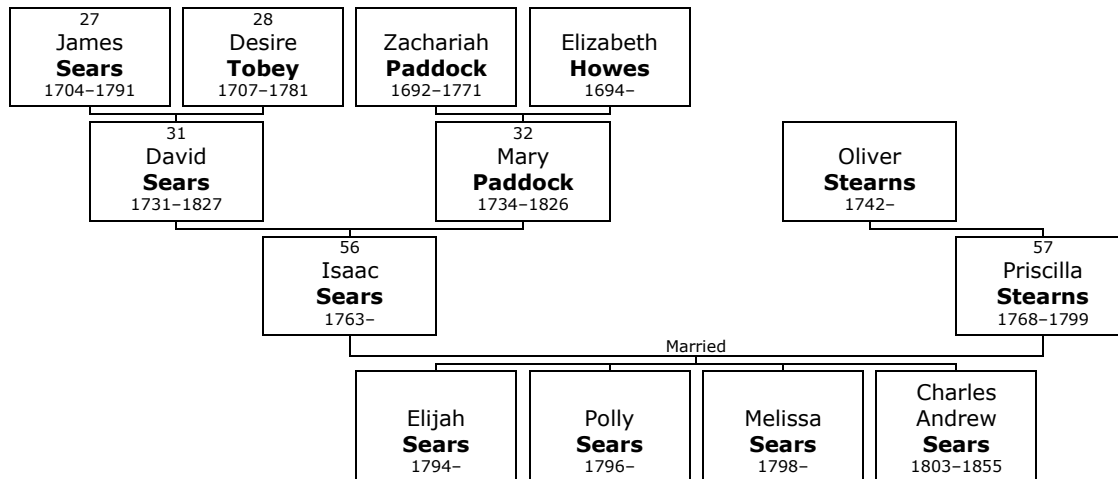 27
James
Sears
1704–1791
28
Desire
Tobey
1707–1781
Zachariah
Paddock
1692–1771
Elizabeth
Howes
1694–
31
David
Sears
1731–1827
32
Mary
Paddock
1734–1826
Oliver
Stearns
1742–
56
Isaac
Sears
1763–
57
Priscilla
Stearns
1768–1799
Married
Elijah
Sears
1794–
Polly
Sears
1796–
Melissa
Sears
1798–
Charles
Andrew
Sears
1803–1855